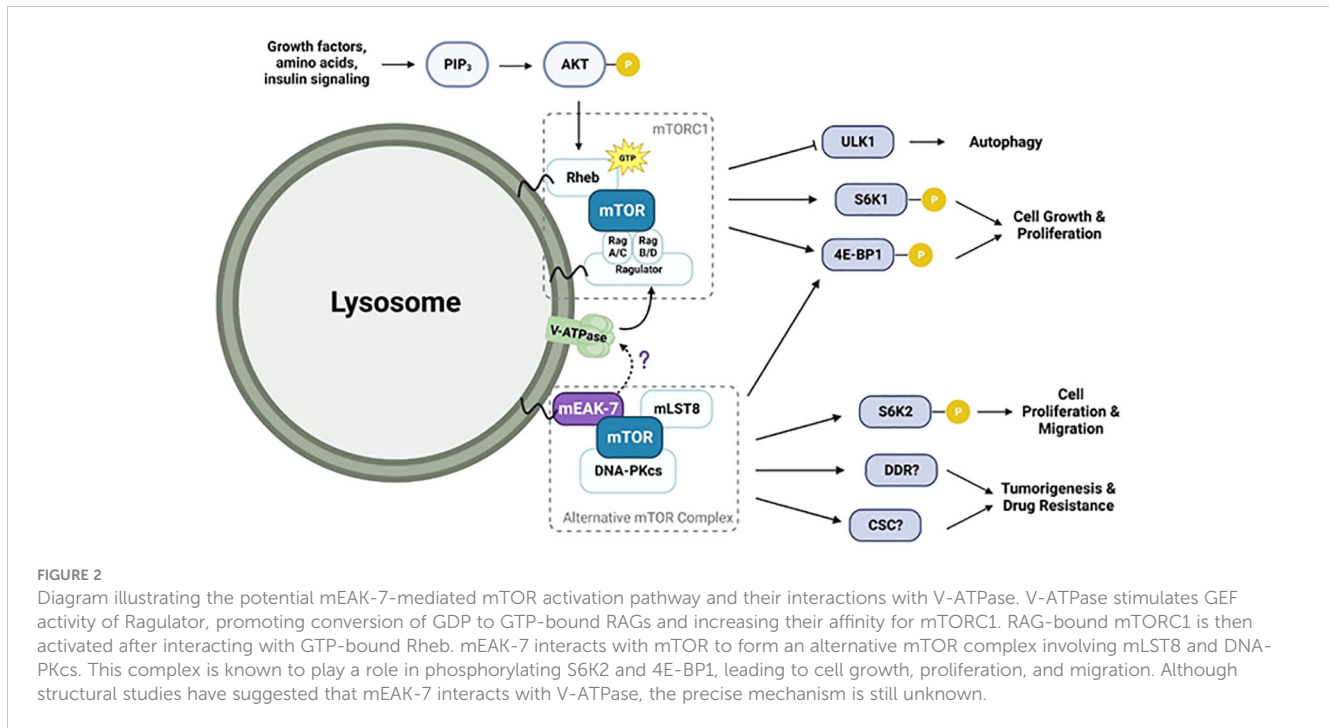 Growth factors,
amino acids,
insulin signaling
PIP₃
AKT
P
mTORC1
GTP
Rheb
mTOR
Rag
A/C
Rag
B/D
Ragulator
ULK1
Autophagy
S6K1
P
4E-BP1
P
Cell Growth &
Proliferation
Lysosome
V-ATPase
?
mEAK-7
mLST8
mTOR
DNA-PKcs
Alternative mTOR Complex
S6K2
P
Cell
Proliferation &
Migration
DDR?
CSC?
Tumorigenesis &
Drug Resistance
FIGURE 2
Diagram illustrating the potential mEAK-7-mediated mTOR activation pathway and their interactions with V-ATPase. V-ATPase stimulates GEF
activity of Ragulator, promoting conversion of GDP to GTP-bound RAGs and increasing their affinity for mTORC1. RAG-bound mTORC1 is then
activated after interacting with GTP-bound Rheb. mEAK-7 interacts with mTOR to form an alternative mTOR complex involving mLST8 and DNA-
PKcs. This complex is known to play a role in phosphorylating S6K2 and 4E-BP1, leading to cell growth, proliferation, and migration. Although
structural studies have suggested that mEAK-7 interacts with V-ATPase, the precise mechanism is still unknown.